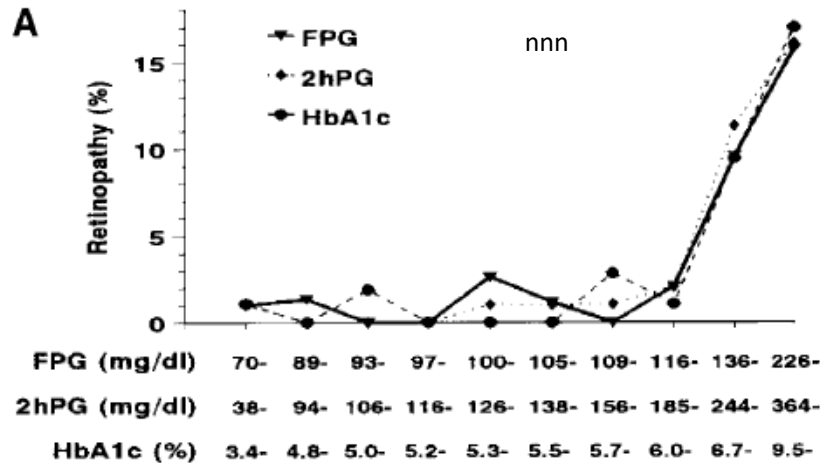 A
FPG
nnn
2hPG
HbA1c
Retinopathy (%)
15
10
5
0
FPG (mg/dl) 70- 89- 93- 97- 100- 105- 109- 116- 136- 226-
2hPG (mg/dl) 38- 94- 106- 116- 126- 138- 156- 185- 244- 364-
HbA1c (%) 3.4- 4.8- 5.0- 5.2- 5.3- 5.5- 5.7- 6.0- 6.7- 9.5-